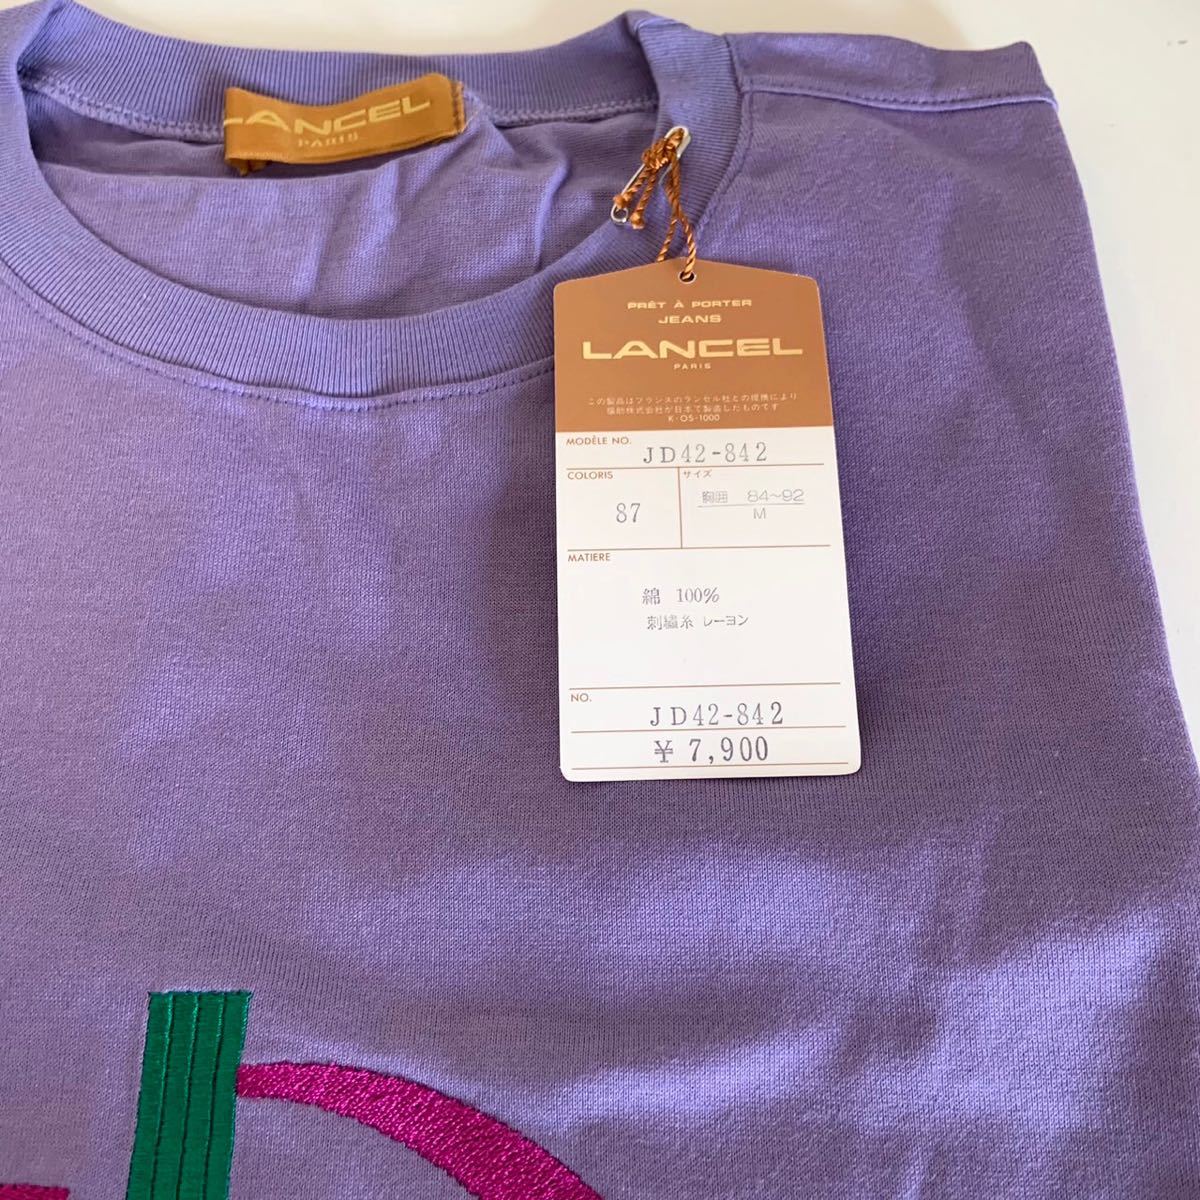 LANCEL
PARIS
PRÊT À PORTER
JEANS
LANCEL
PARIS
この製品はフランスのランセル社との提携により
福助株式会社が日本で製造したものです
K-OS-1000
MODÈLE NO.
JD42-842
COLORIS
87
サイズ
胸囲 84~92
M
MATIERE
綿 100%
刺繡糸 レーヨン
NO.
JD42-842
¥ 7,900